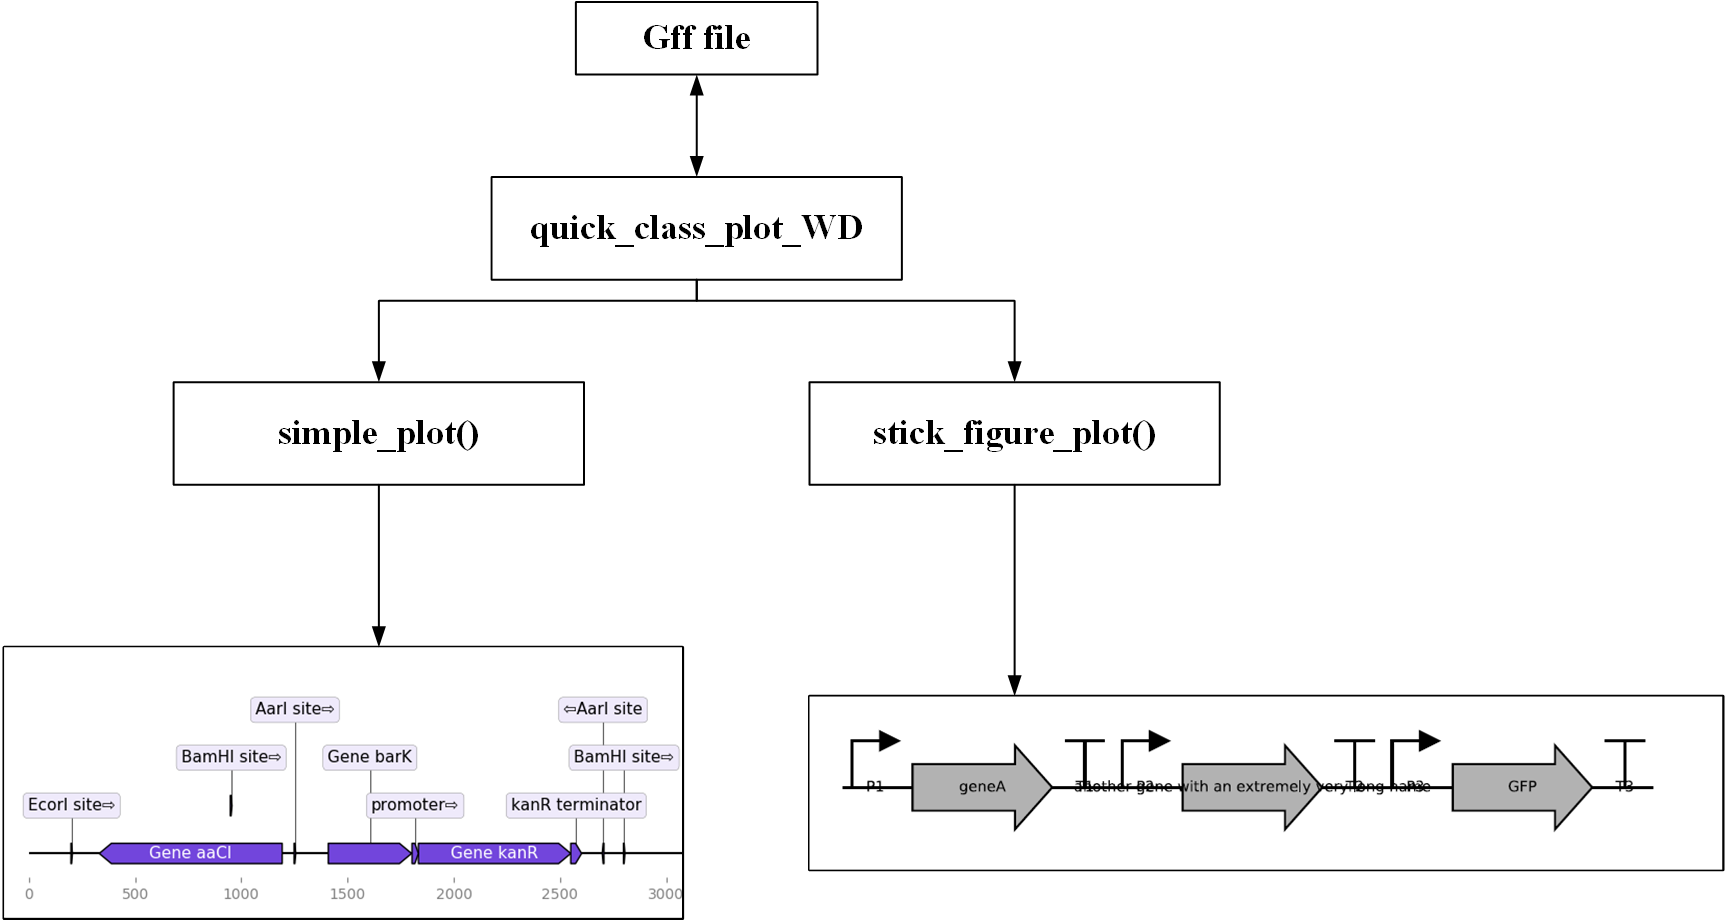 Gff file
quick_class_plot_WD
simple_plot()
stick_figure_plot()
AarI site⇨
⇦AarI site
BamHI site⇨
Gene barK
BamHI site⇨
EcorI site⇨
promoter⇨
kanR terminator
Gene aaCI
Gene kanR
0 500 1000 1500 2000 2500 3000
P1 geneA T1 P2 another gene with an extremely very long name T2 P3 GFP T3